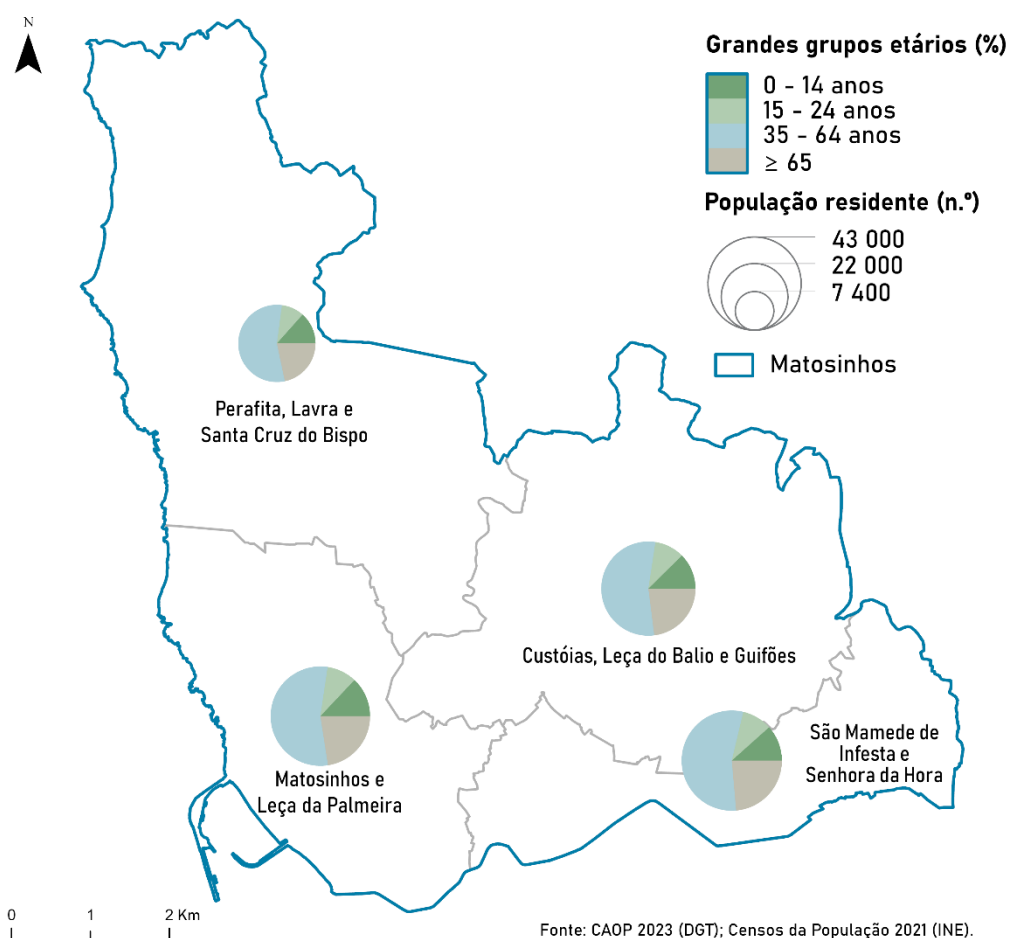 N
Grandes grupos etários (%)
0 - 14 anos
15 - 24 anos
35 - 64 anos
≥ 65
População residente (n.º)
43 000
22 000
7 400
Matosinhos
Perafita, Lavra e
Santa Cruz do Bispo
Custóias, Leça do Balio e Guifões
São Mamede de
Infesta e
Senhora da Hora
Matosinhos e
Leça da Palmeira
0 1 2 Km
Fonte: CAOP 2023 (DGT); Censos da População 2021 (INE).